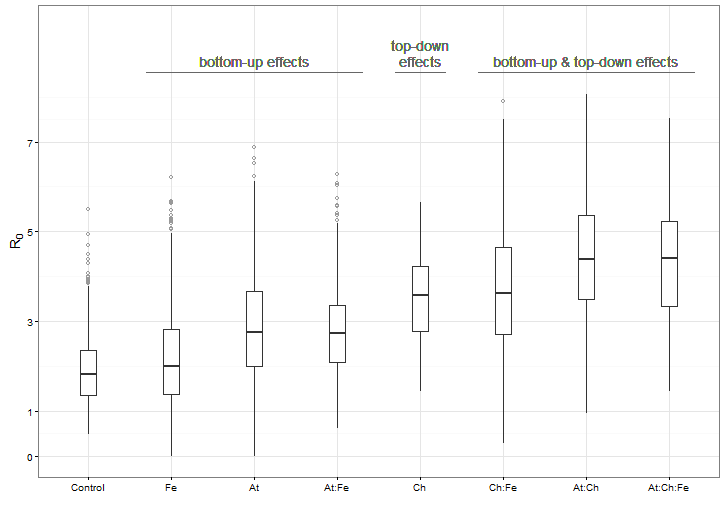 top-down
bottom-up effects effects bottom-up & top-down effects
7
5
3
1
0
R0
Control Fe At At:Fe Ch Ch:Fe At:Ch At:Ch:Fe